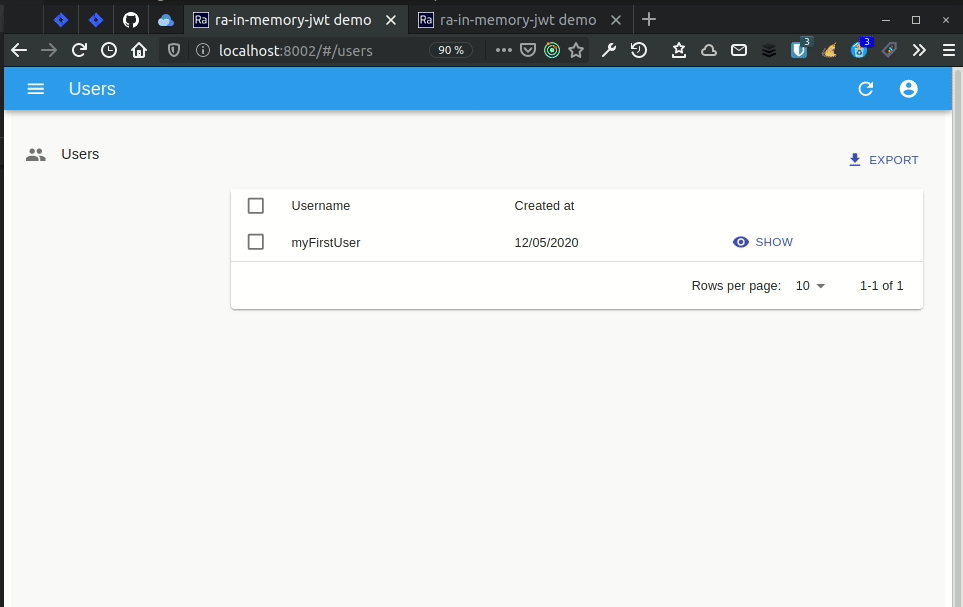 Ra ra-in-memory-jwt demo Ra ra-in-memory-jwt demo
localhost:8002/#/users 90 % 3 3
Users
Users
EXPORT
Username Created at
myFirstUser 12/05/2020 SHOW
Rows per page: 10 1-1 of 1